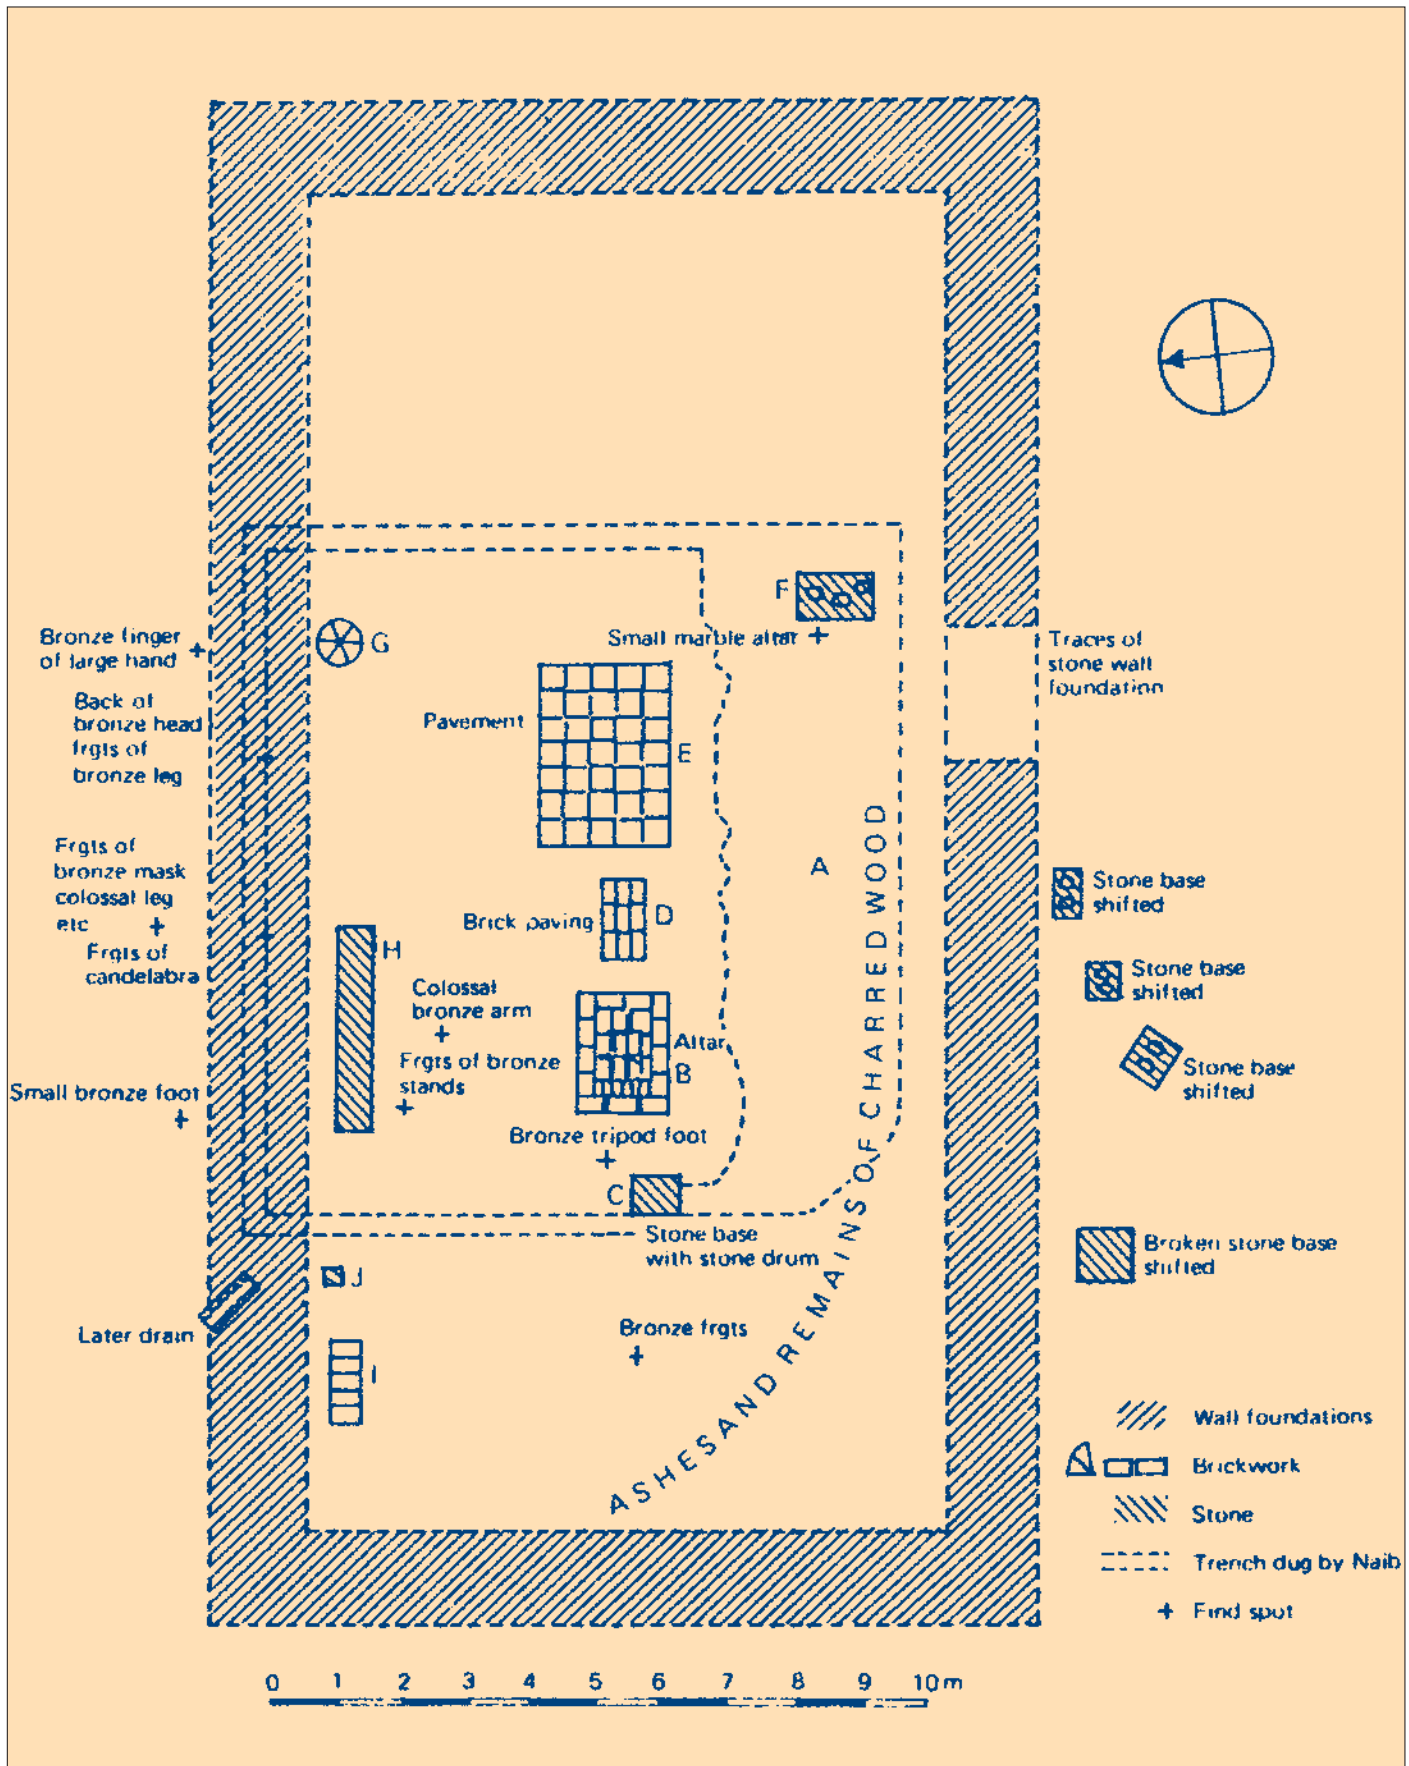 F
Small marble altar
Traces of
stone wall
foundation
Bronze finger
of large hand
G
Back of
bronze head
frgts of
bronze leg
Pavement
E
A
Frgts of
bronze mask
colossal leg
etc
Frgts of
candelabra
Brick paving
D
H
Colossal
bronze arm
Frgts of bronze
stands
Altar
B
Small bronze foot
Bronze tripod foot
C
Stone base
with stone drum
J
Later drain
I
Bronze frgts
ASHES AND REMAINS OF CHARRED WOOD
Stone base
shifted
Stone base
shifted
Stone base
shifted
Broken stone base
shifted
Wall foundations
Brickwork
Stone
Trench dug by Naib
Find spot
0 1 2 3 4 5 6 7 8 9 10 m